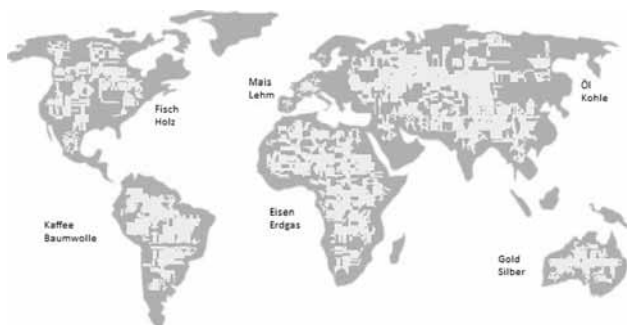 Mais
Lehm
Öl
Kohle
Fisch
Holz
Kaffee
Baumwolle
Eisen
Erdgas
Gold
Silber